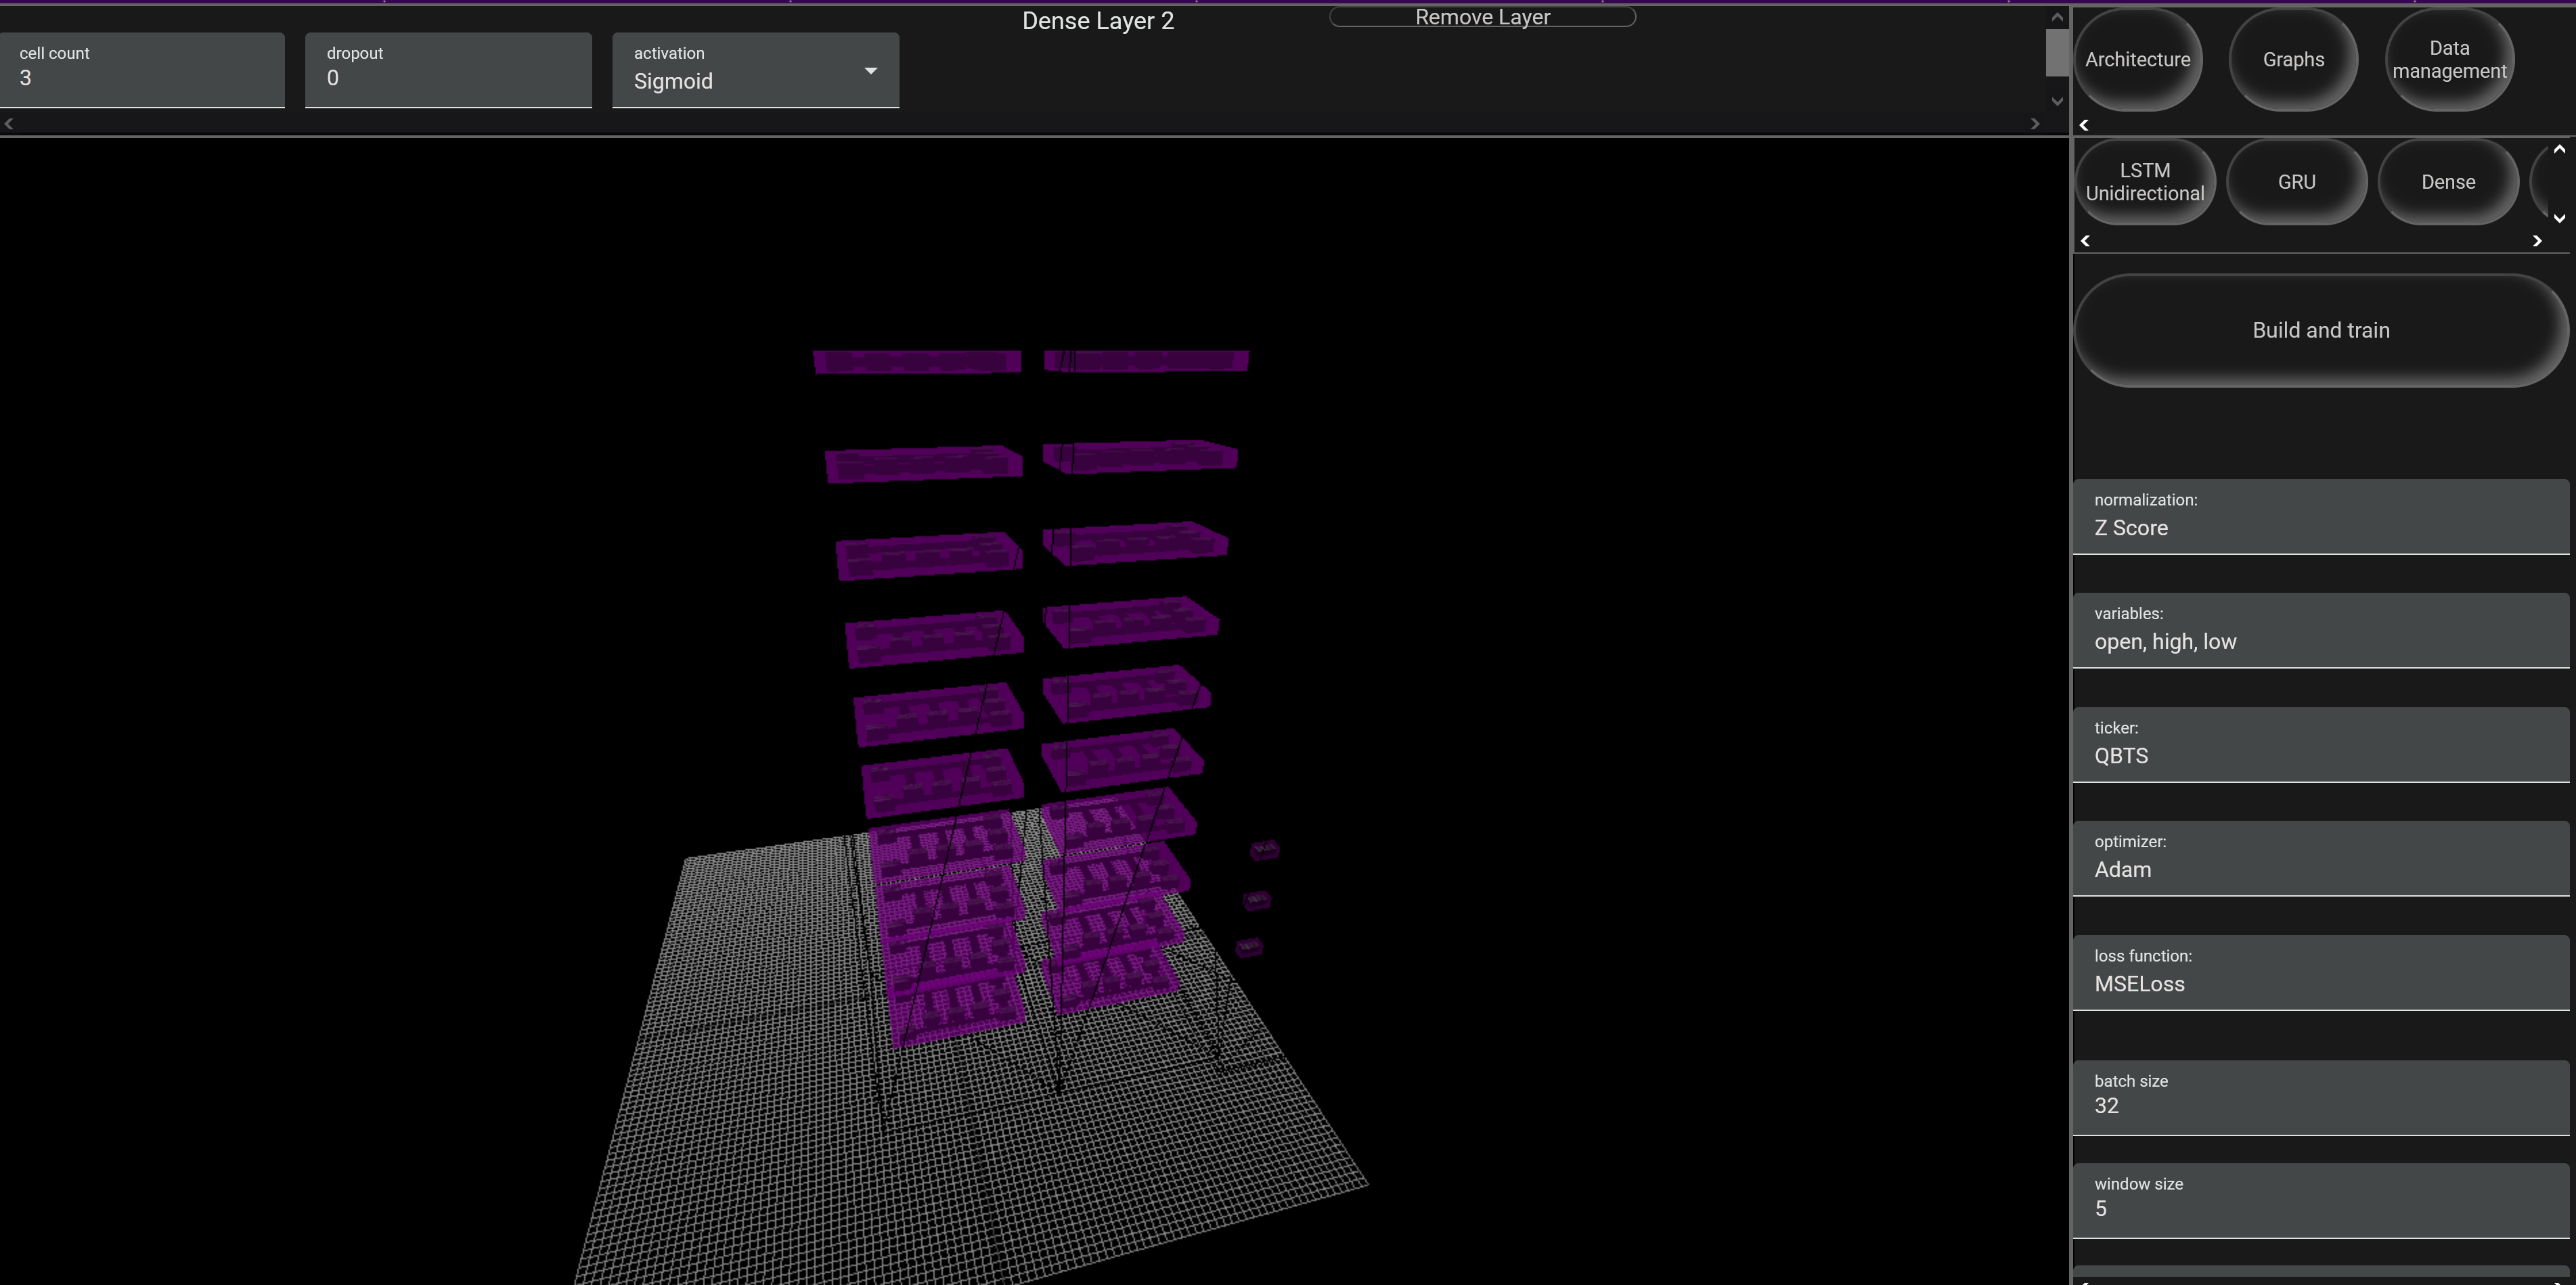 Dense Layer 2
Remove Layer
cell count
3
dropout
0
activation
Sigmoid
Architecture
Graphs
Data
management
LSTM
Unidirectional
GRU
Dense
Build and train
normalization:
Z Score
variables:
open, high, low
ticker:
QBTS
optimizer:
Adam
loss function:
MSELoss
batch size
32
window size
5